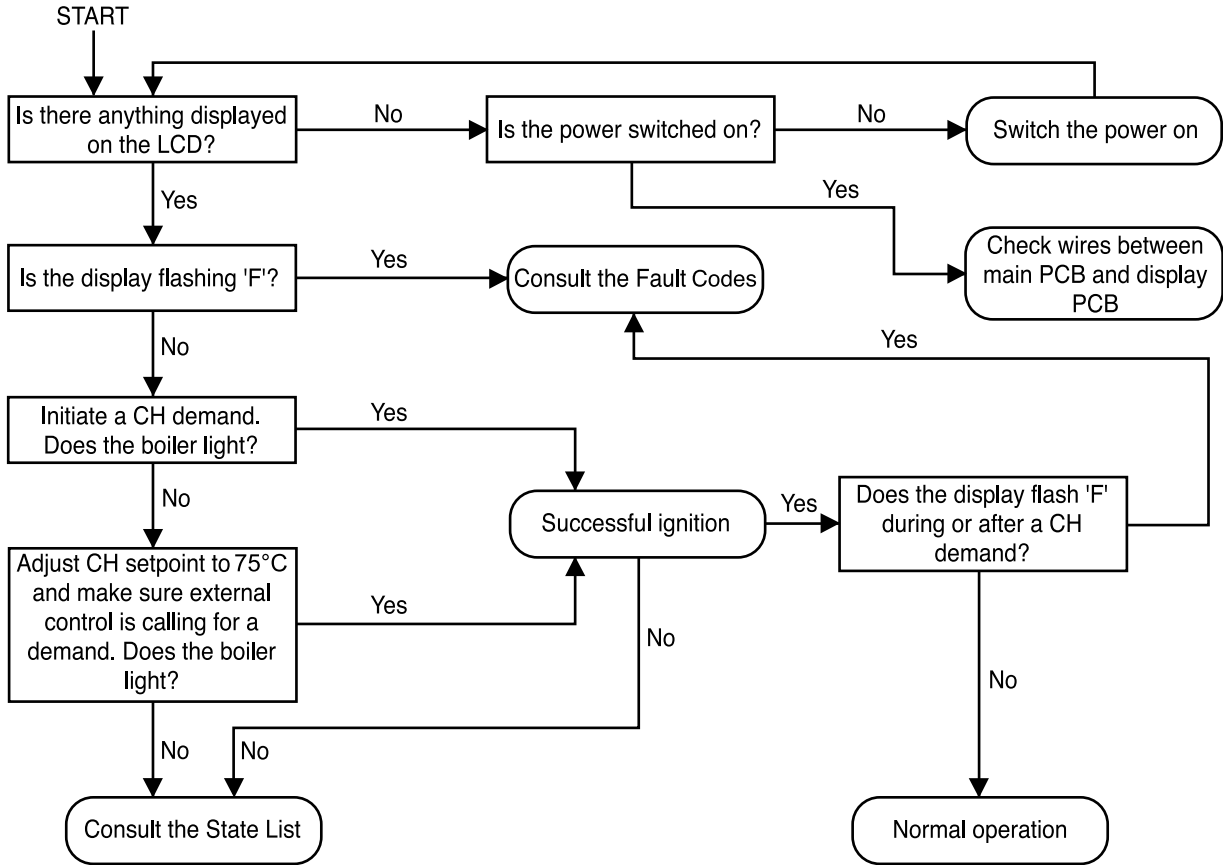 START
Is there anything displayed
on the LCD?
No
Is the power switched on?
No
Switch the power on
Yes
Yes
Is the display flashing 'F'?
Yes
Consult the Fault Codes
Check wires between
main PCB and display
PCB
No
Yes
Initiate a CH demand.
Does the boiler light?
Yes
No
Successful ignition
Yes
Does the display flash 'F'
during or after a CH
demand?
Adjust CH setpoint to 75°C
and make sure external
control is calling for a
demand. Does the boiler
light?
Yes
No
No
No
No
Consult the State List
Normal operation